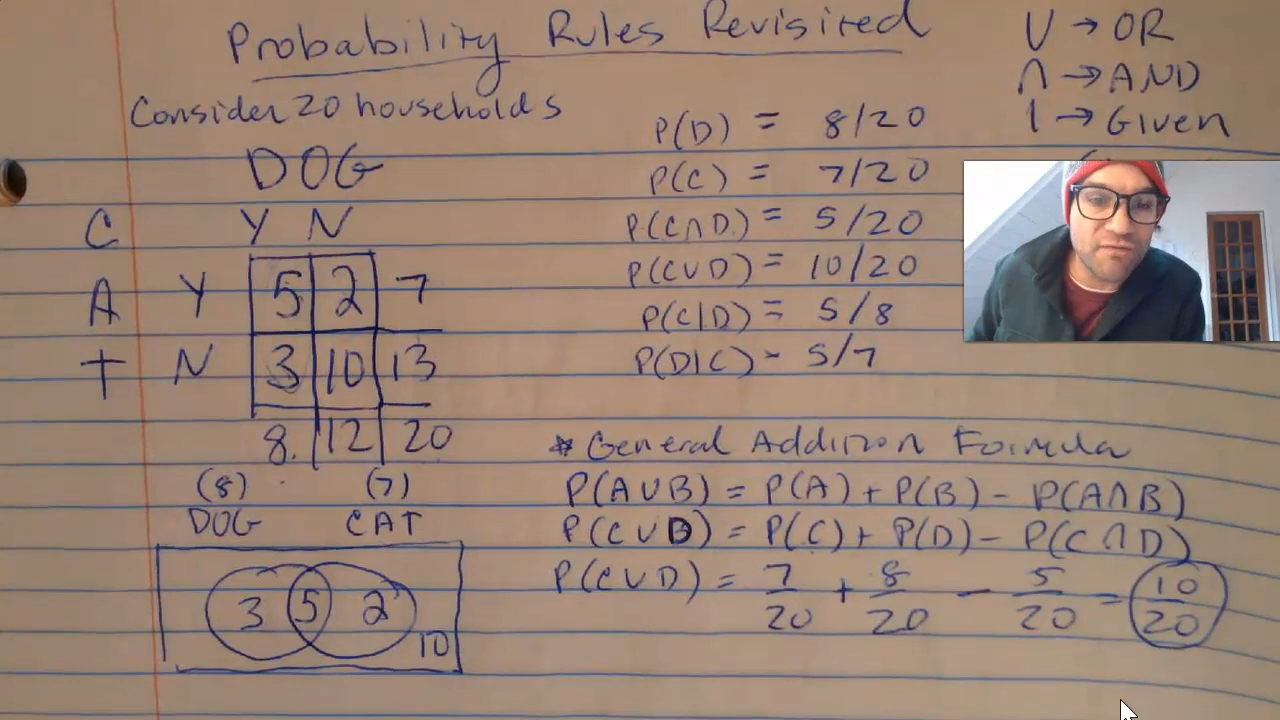 Probability Rules Revisited
U → OR
∩ → AND
| → Given
Consider 20 households
P(D) = 8/20
P(C) = 7/20
P(C∩D) = 5/20
P(C∪D) = 10/20
P(C|D) = 5/8
P(D|C) = 5/7
DOG
Y N
CAT
Y 5 2 7
N 3 10 13
8. 12 20
(8) (7)
DOG CAT
3 5 2
10
* General Addition Formula
P(A∪B) = P(A) + P(B) - P(A∩B)
P(C∪D) = P(C) + P(D) - P(C∩D)
P(C∪D) = 7/20 + 8/20 - 5/20 = 10/20